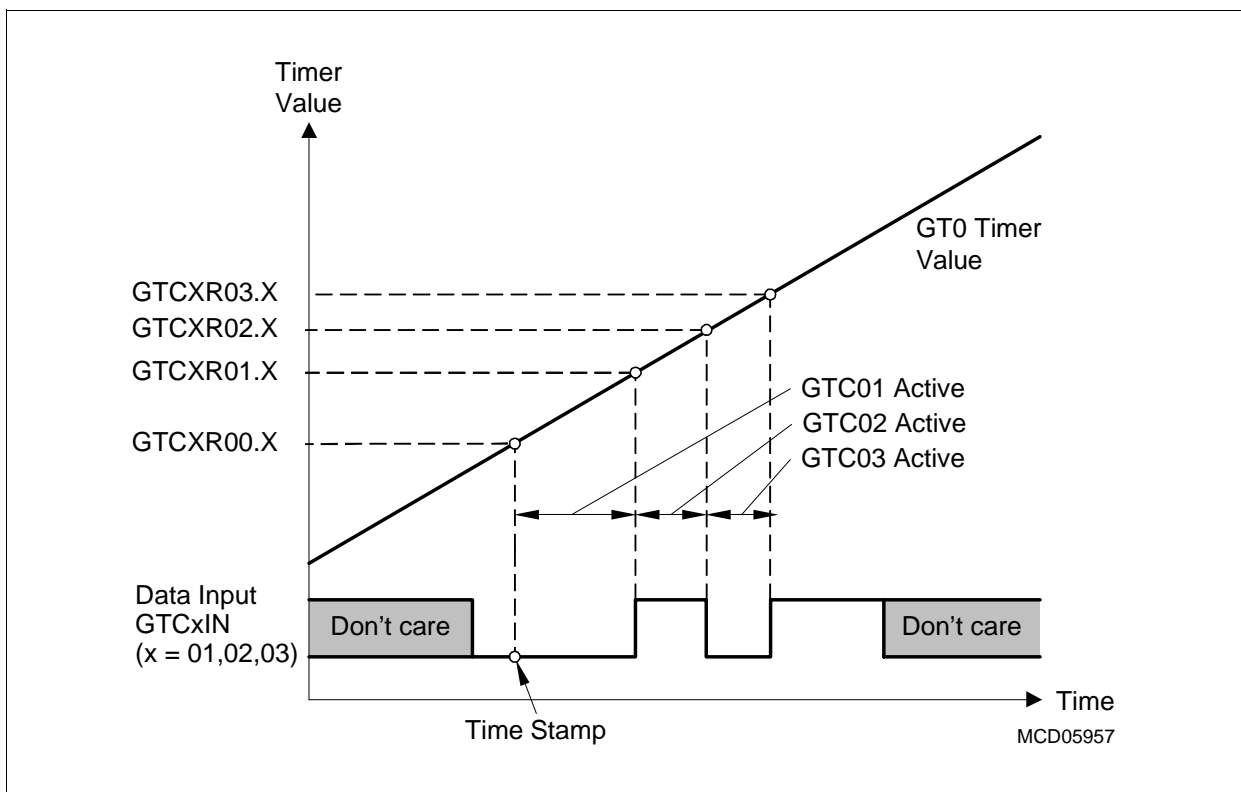 Timer
Value
GT0 Timer
Value
GTCXR03.X
GTCXR02.X
GTCXR01.X
GTCXR00.X
GTC01 Active
GTC02 Active
GTC03 Active
Data Input
GTCxIN
(x = 01,02,03)
Don't care
Don't care
Time Stamp
Time
MCD05957